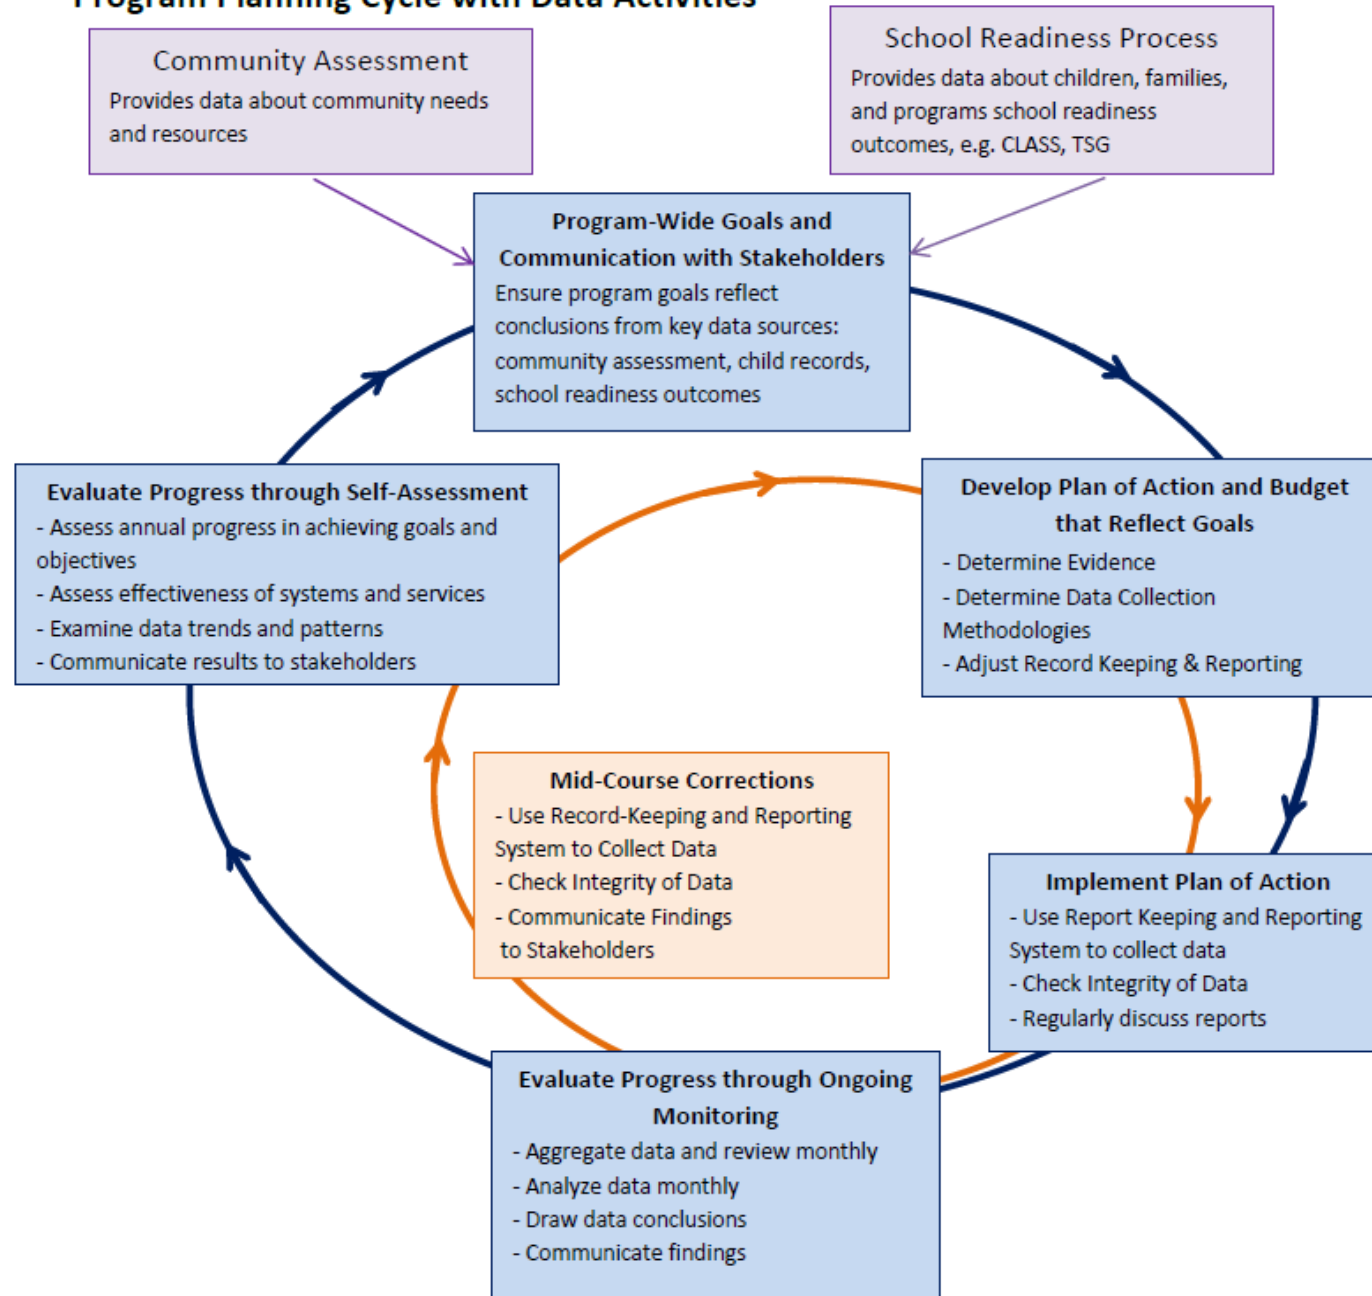 Program Planning Cycle with Data Activities
Community Assessment
Provides data about community needs
and resources
School Readiness Process
Provides data about children, families,
and programs school readiness
outcomes, e.g. CLASS, TSG
Program-Wide Goals and
Communication with Stakeholders
Ensure program goals reflect
conclusions from key data sources:
community assessment, child records,
school readiness outcomes
Evaluate Progress through Self-Assessment
- Assess annual progress in achieving goals and
objectives
- Assess effectiveness of systems and services
- Examine data trends and patterns
- Communicate results to stakeholders
Develop Plan of Action and Budget
that Reflect Goals
- Determine Evidence
- Determine Data Collection
Methodologies
- Adjust Record Keeping & Reporting
Mid-Course Corrections
- Use Record-Keeping and Reporting
System to Collect Data
- Check Integrity of Data
- Communicate Findings
to Stakeholders
Implement Plan of Action
- Use Report Keeping and Reporting
System to collect data
- Check Integrity of Data
- Regularly discuss reports
Evaluate Progress through Ongoing
Monitoring
- Aggregate data and review monthly
- Analyze data monthly
- Draw data conclusions
- Communicate findings